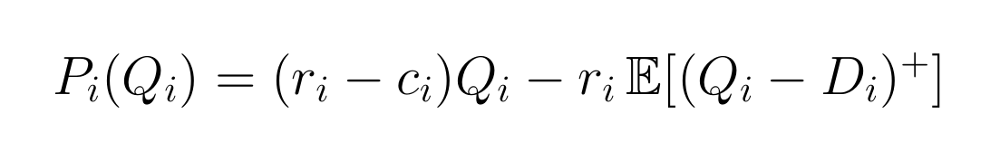 P_i(Q_i) = (r_i − c_i)Q_i − r_i 𝔼[(Q_i − D_i)^+]